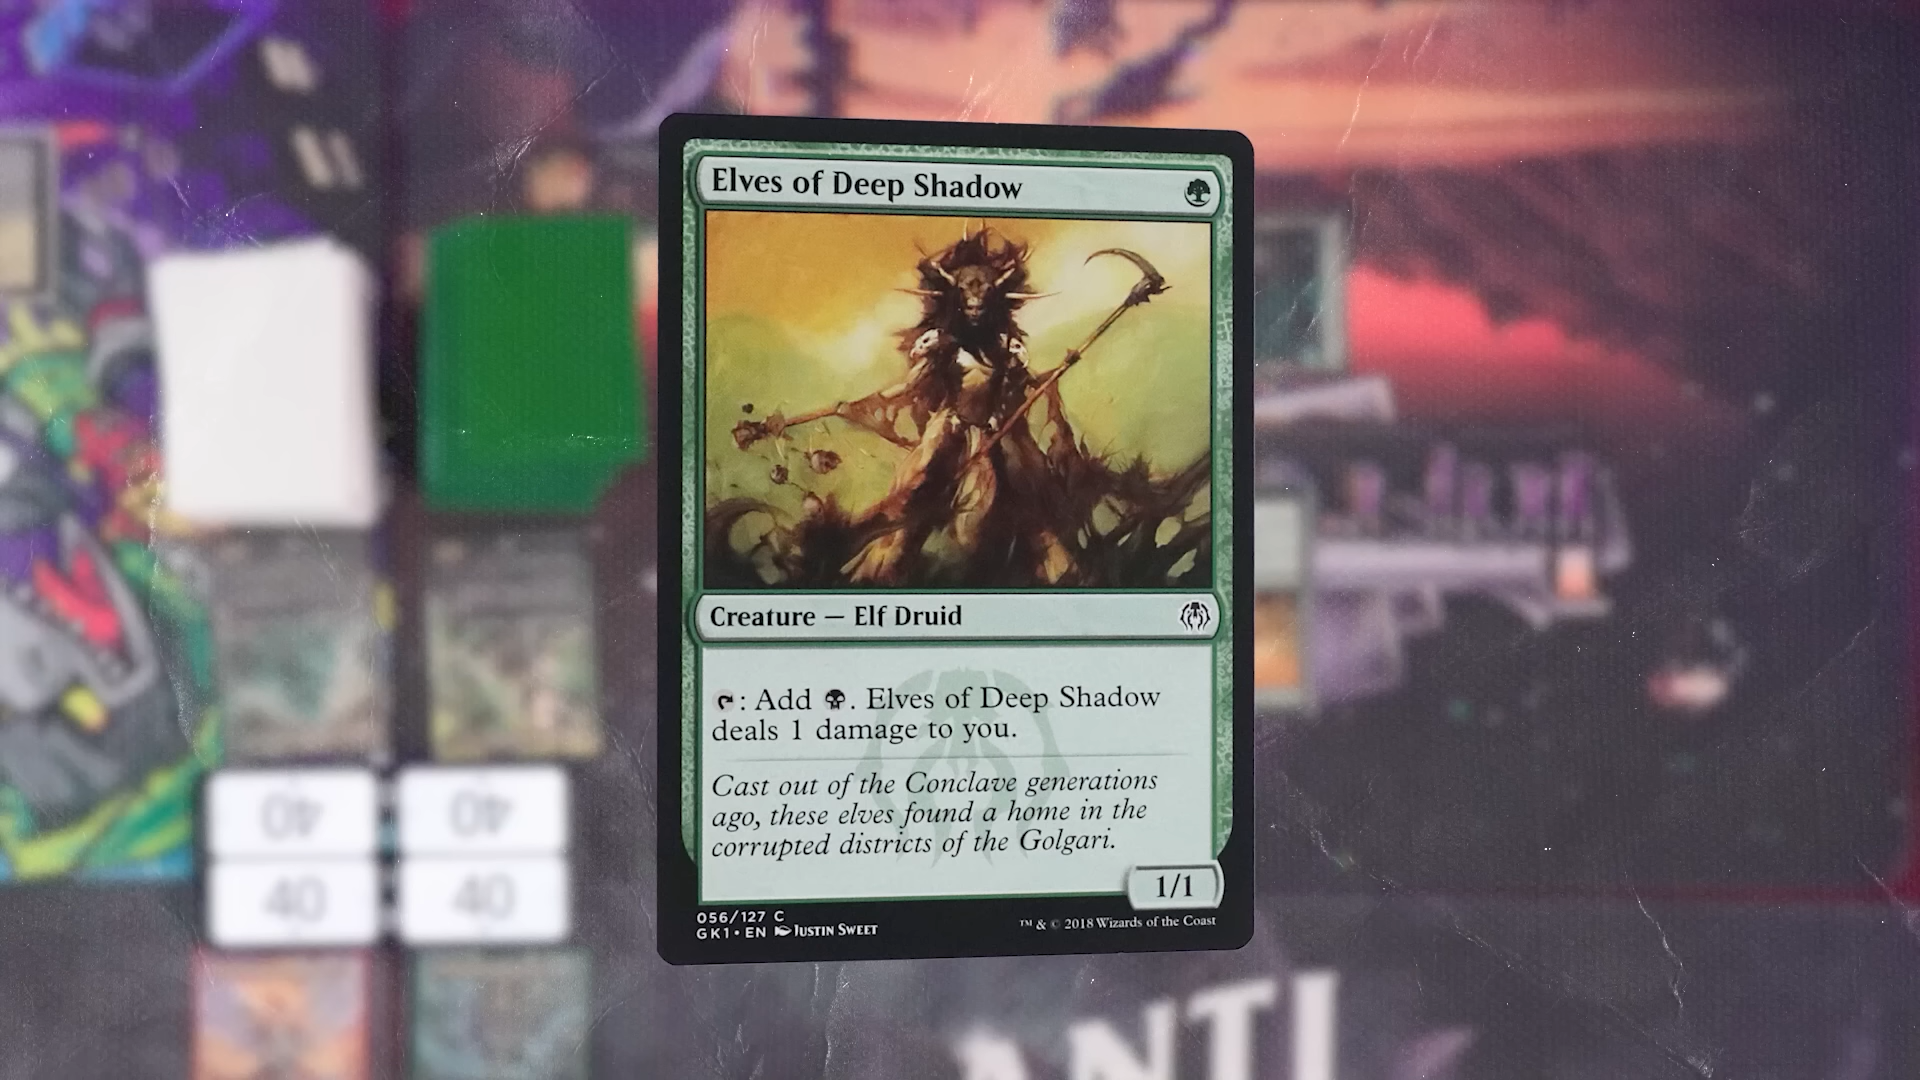 Elves of Deep Shadow
Creature — Elf Druid
: Add . Elves of Deep Shadow
deals 1 damage to you.
Cast out of the Conclave generations
ago, these elves found a home in the
corrupted districts of the Golgari.
1/1
056/127 C
GK1 • EN Justin Sweet
™ & © 2018 Wizards of the Coast
40
40
40
40
ANTI